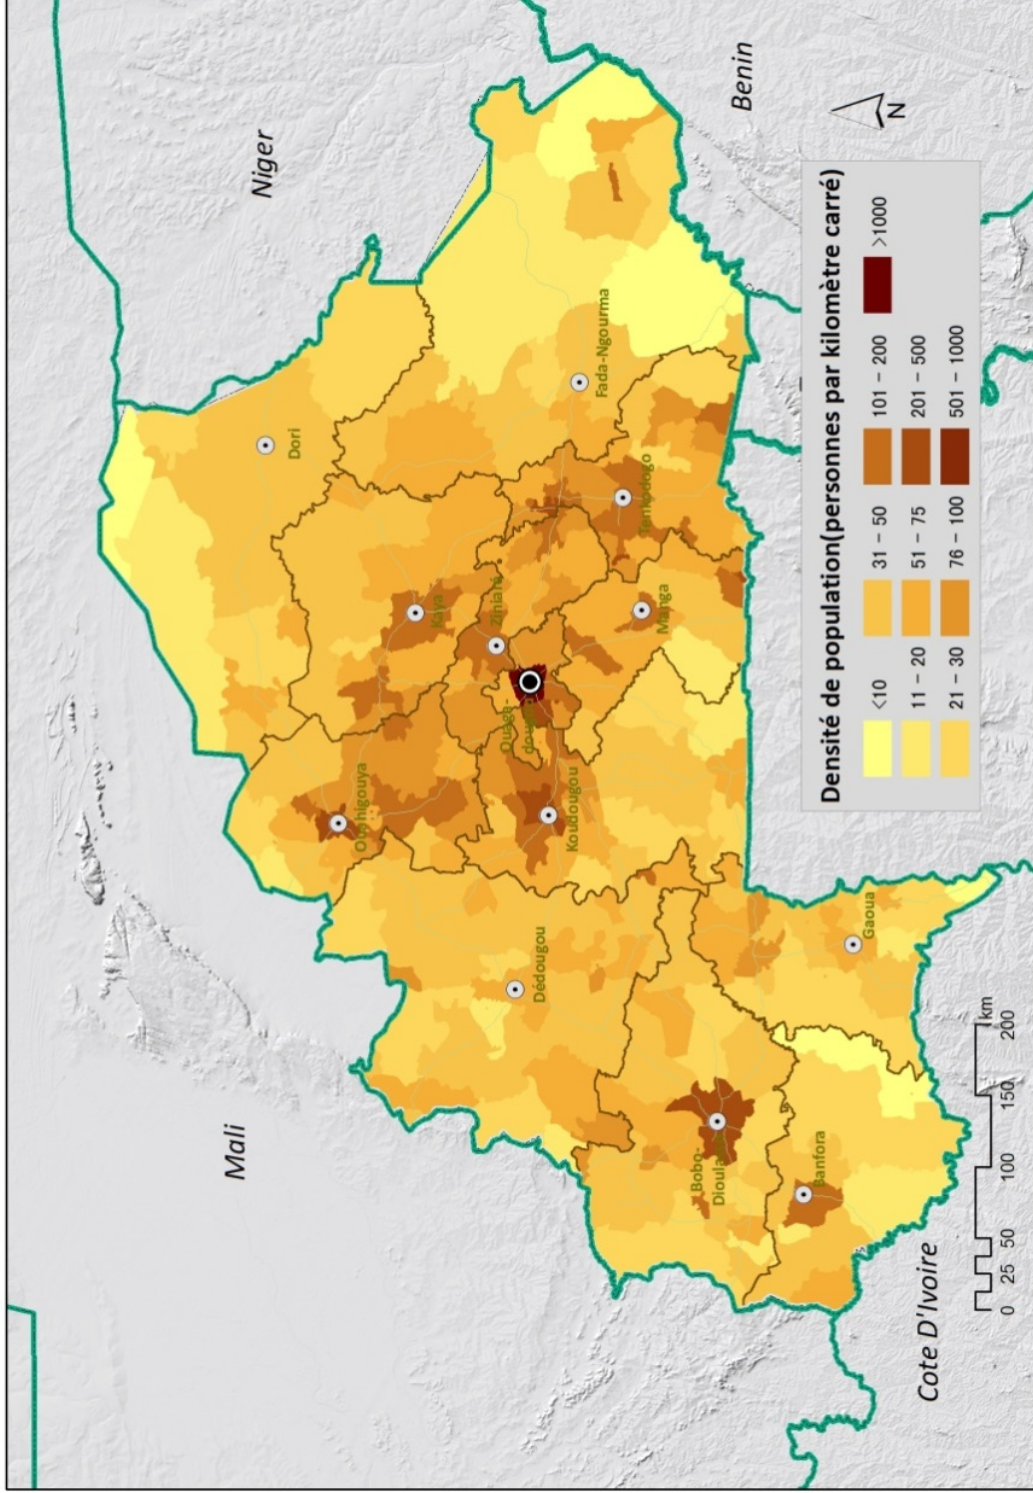 Mali
Niger
Benin
Cote D'Ivoire
Dori
Ouahigouya
Kaya
Dédougou
Ziniaré
Ouaga-
dougou
Koudougou
Fada-Ngourma
Tenkodogo
Manga
Bobo-
Dioulas
Banfora
Gaoua
N
0 25 50 100 150 200
km
Densité de population(personnes par kilomètre carré)
<10 31 – 50 101 – 200 >1000
11 – 20 51 – 75 201 – 500
21 – 30 76 – 100 501 – 1000